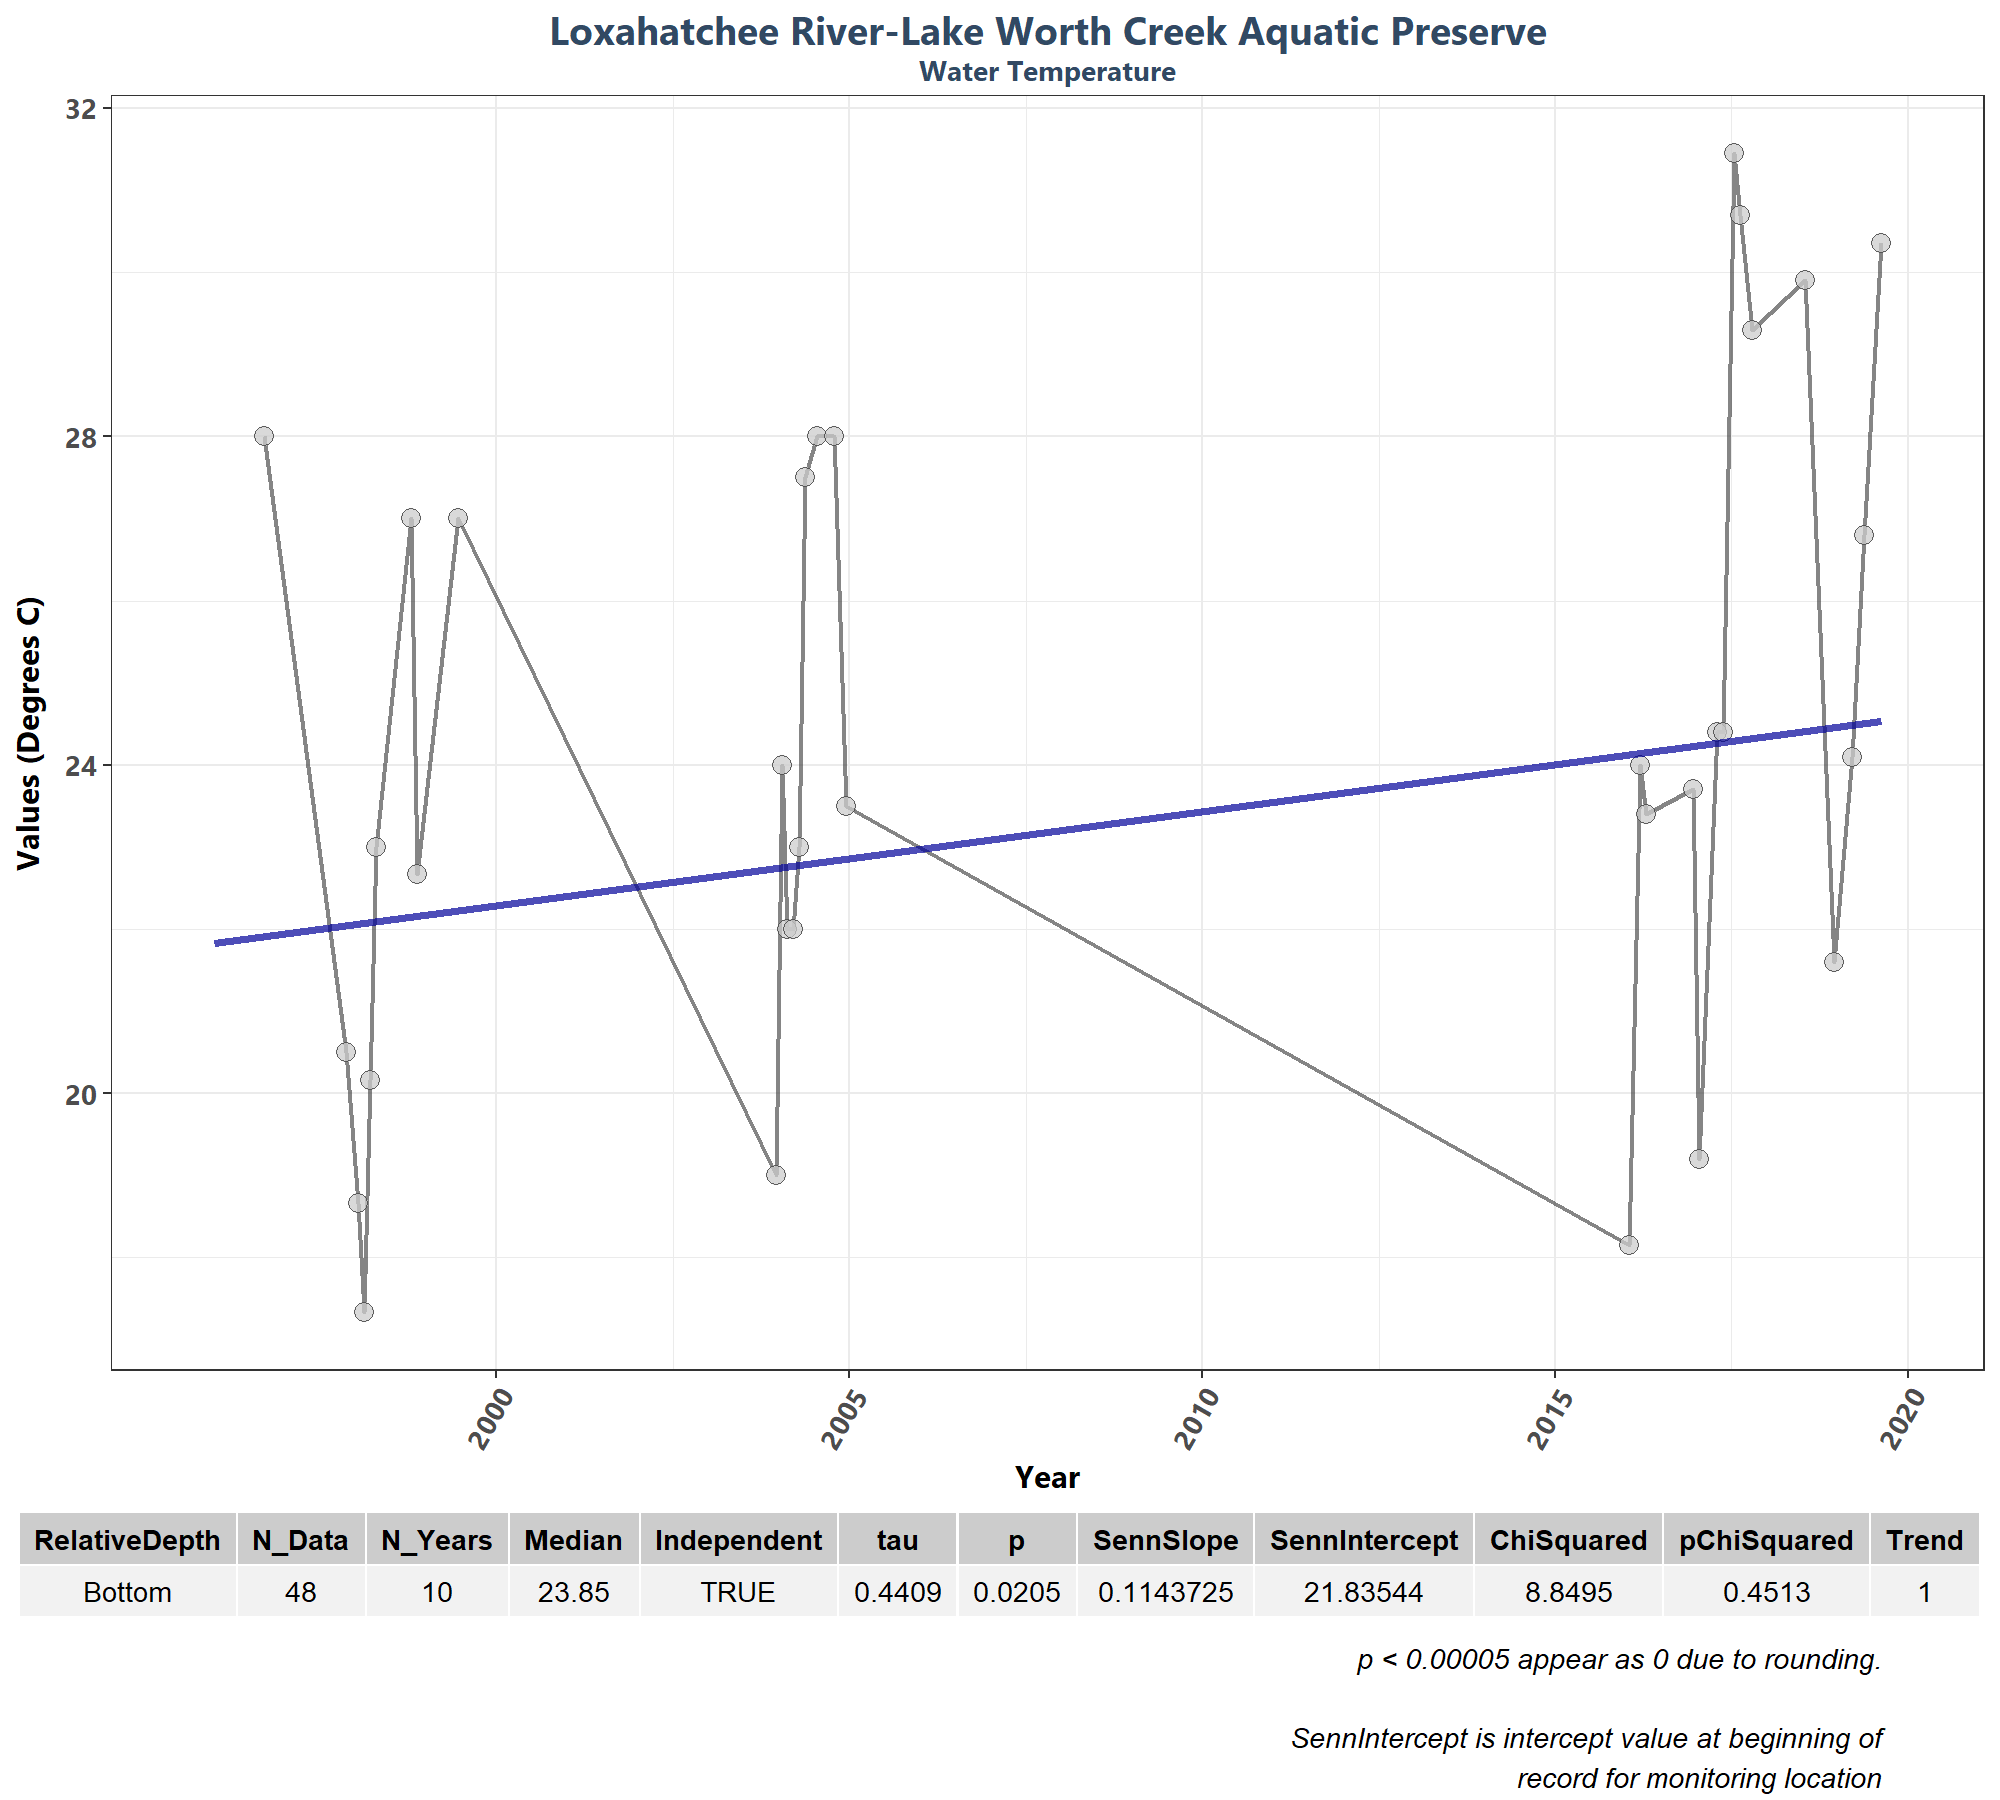 Loxahatchee River-Lake Worth Creek Aquatic Preserve
Water Temperature
Values (Degrees C)
32
28
24
20
2000 2005 2010 2015 2020
Year
RelativeDepth N_Data N_Years Median Independent tau p SennSlope SennIntercept ChiSquared pChiSquared Trend
Bottom 48 10 23.85 TRUE 0.4409 0.0205 0.1143725 21.83544 8.8495 0.4513 1
p < 0.00005 appear as 0 due to rounding.
SennIntercept is intercept value at beginning of
record for monitoring location